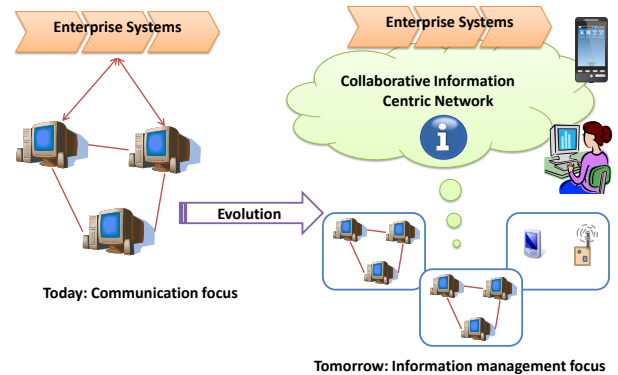 Enterprise Systems
Enterprise Systems
Collaborative Information
Centric Network
i
Evolution
Today: Communication focus
Tomorrow: Information management focus